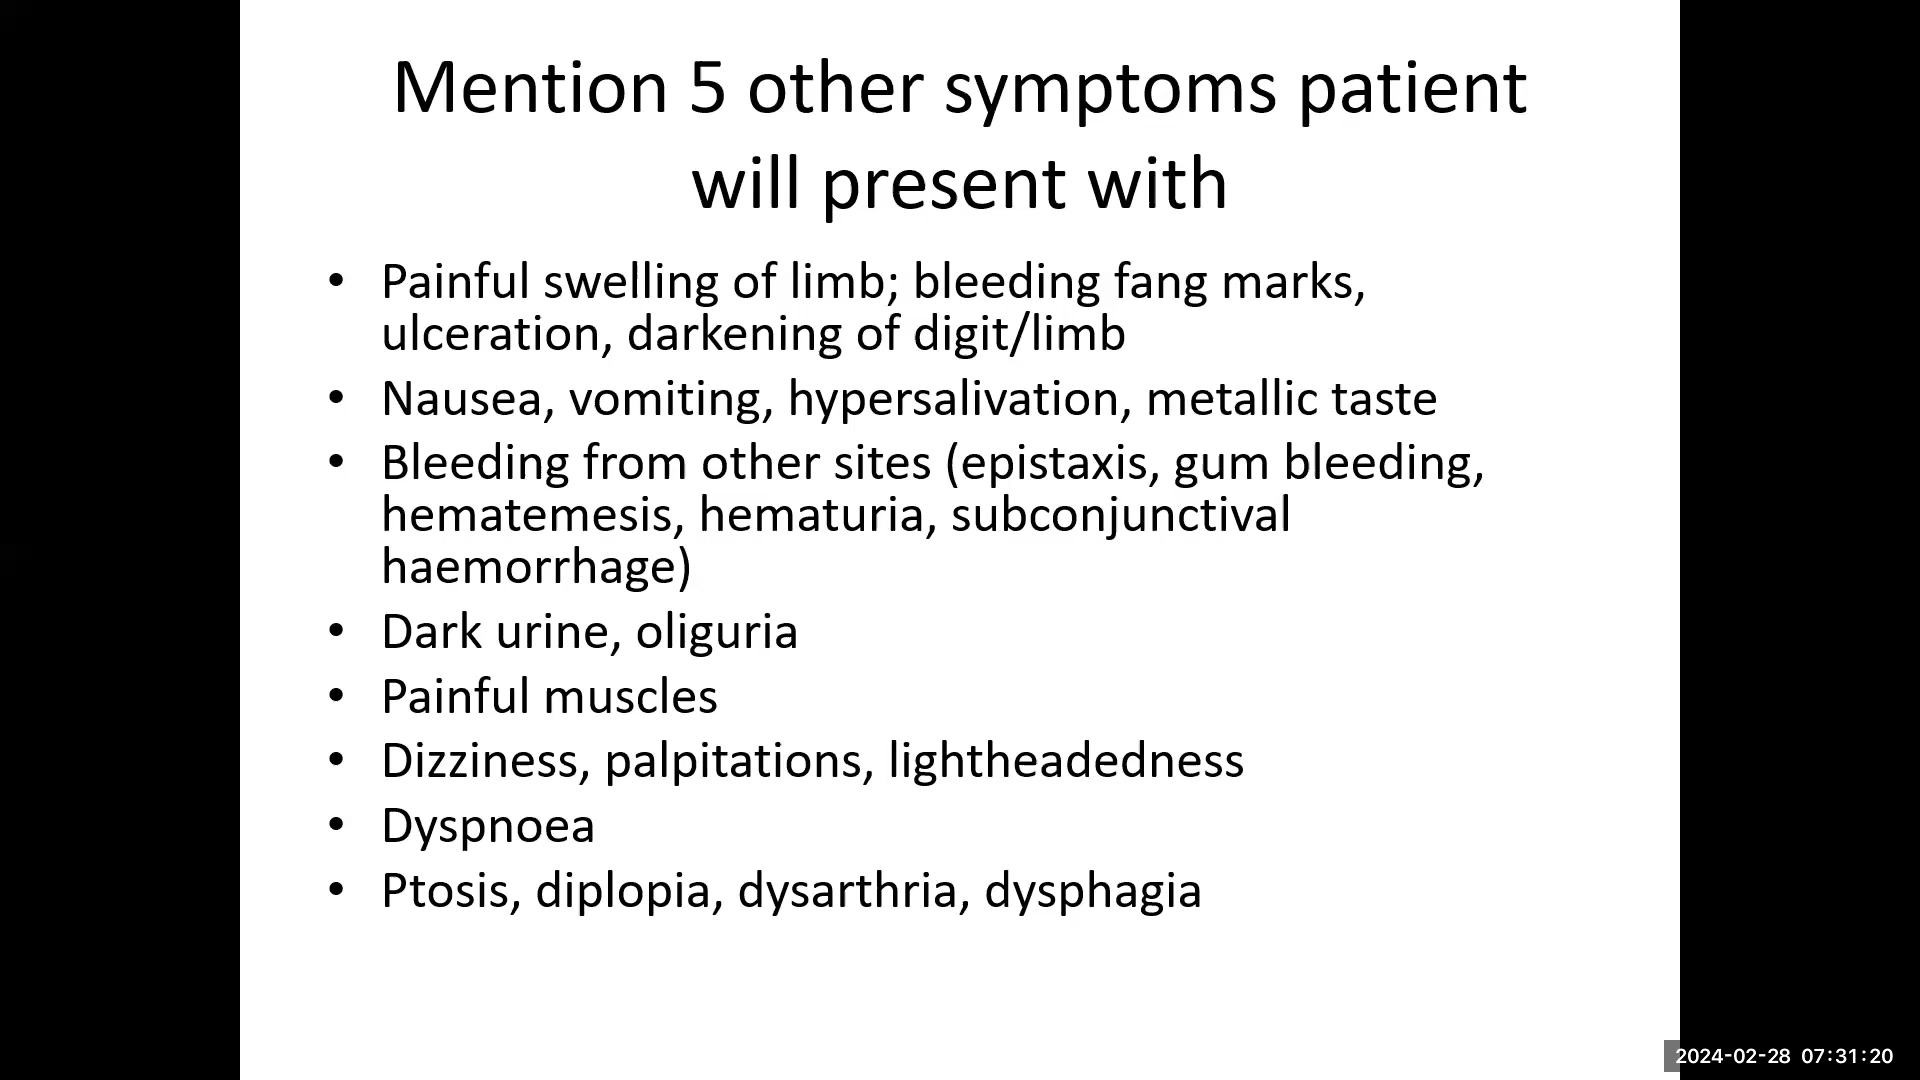 Mention 5 other symptoms patient
will present with
• Painful swelling of limb; bleeding fang marks,
ulceration, darkening of digit/limb
• Nausea, vomiting, hypersalivation, metallic taste
• Bleeding from other sites (epistaxis, gum bleeding,
hematemesis, hematuria, subconjunctival
haemorrhage)
• Dark urine, oliguria
• Painful muscles
• Dizziness, palpitations, lightheadedness
• Dyspnoea
• Ptosis, diplopia, dysarthria, dysphagia
2024-02-28 07:31:20